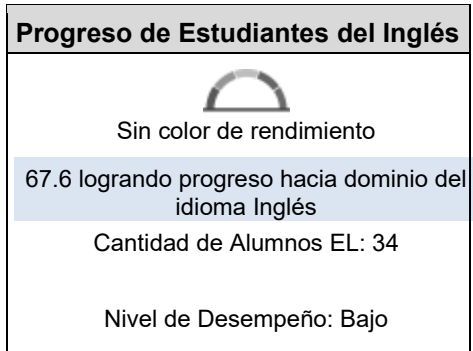 Progreso de Estudiantes del Inglés
Sin color de rendimiento
67.6 logrando progreso hacia dominio del
idioma Inglés
Cantidad de Alumnos EL: 34
Nivel de Desempeño: Bajo